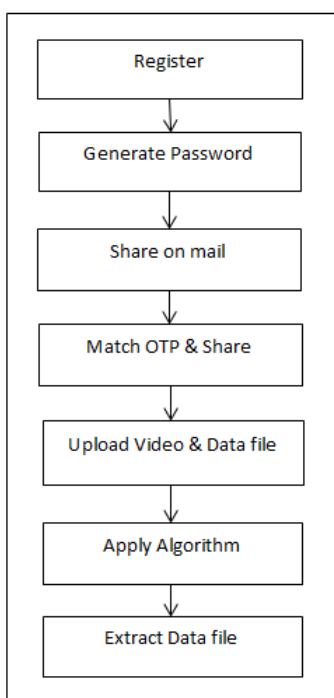 Register
Generate Password
Share on mail
Match OTP & Share
Upload Video & Data file
Apply Algorithm
Extract Data file